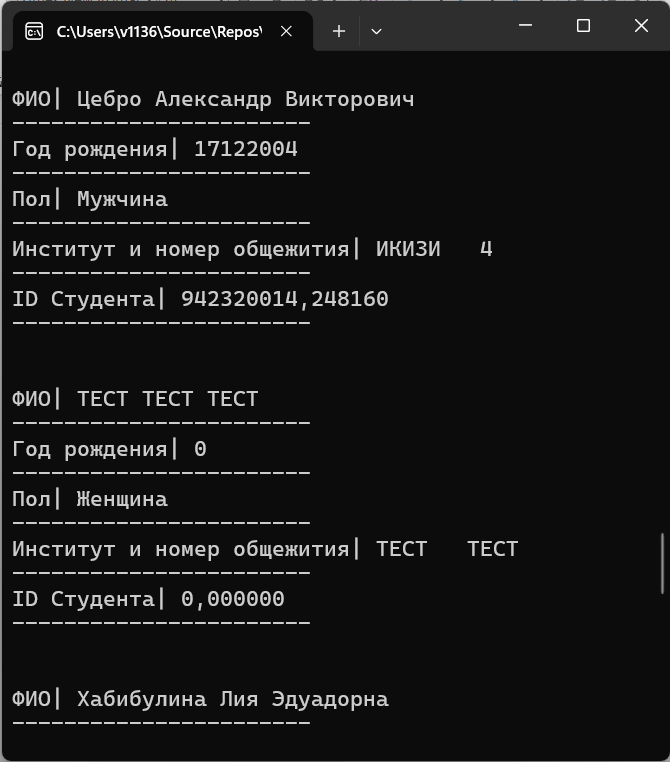 C:\Users\v1136\Source\Repos\
ФИО| Цебро Александр Викторович
-----------------------
Год рождения| 17122004
-----------------------
Пол| Мужчина
-----------------------
Институт и номер общежития| ИКИЗИ   4
-----------------------
ID Студента| 942320014,248160
-----------------------
ФИО| ТЕСТ ТЕСТ ТЕСТ
-----------------------
Год рождения| 0
-----------------------
Пол| Женщина
-----------------------
Институт и номер общежития| ТЕСТ   ТЕСТ
-----------------------
ID Студента| 0,000000
-----------------------
ФИО| Хабибулина Лия Эдуадорна
-----------------------